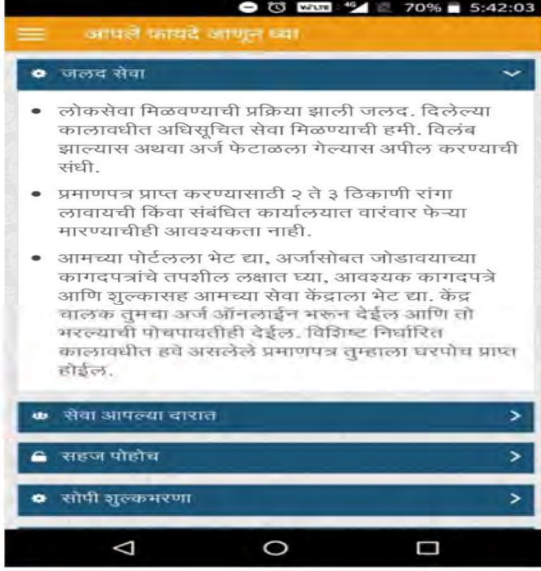 VoLTE 4G 70% 5:42:03
आपले फायदे जाणून घ्या
जलद सेवा
• लोकसेवा मिळवण्याची प्रक्रिया झाली जलद. दिलेल्या
कालावधीत अधिसूचित सेवा मिळण्याची हमी. विलंब
झाल्यास अथवा अर्ज फेटाळला गेल्यास अपील करण्याची
संधी.
• प्रमाणपत्र प्राप्त करण्यासाठी २ ते ३ ठिकाणी रांगा
लावायची किंवा संबंधित कार्यालयात वारंवार फेऱ्या
मारण्याचीही आवश्यकता नाही.
• आमच्या पोर्टलला भेट द्या, अर्जासोबत जोडावयाच्या
कागदपत्रांचे तपशील लक्षात घ्या, आवश्यक कागदपत्रे
आणि शुल्कासह आमच्या सेवा केंद्राला भेट द्या. केंद्र
चालक तुमचा अर्ज ऑनलाईन भरून देईल आणि तो
भरल्याची पोचपावतीही देईल. विशिष्ट निर्धारित
कालावधीत हवे असलेले प्रमाणपत्र तुम्हाला घरपोच प्राप्त
होईल.
सेवा आपल्या दारात
सहज पोहोच
सोपी शुल्कभरणा